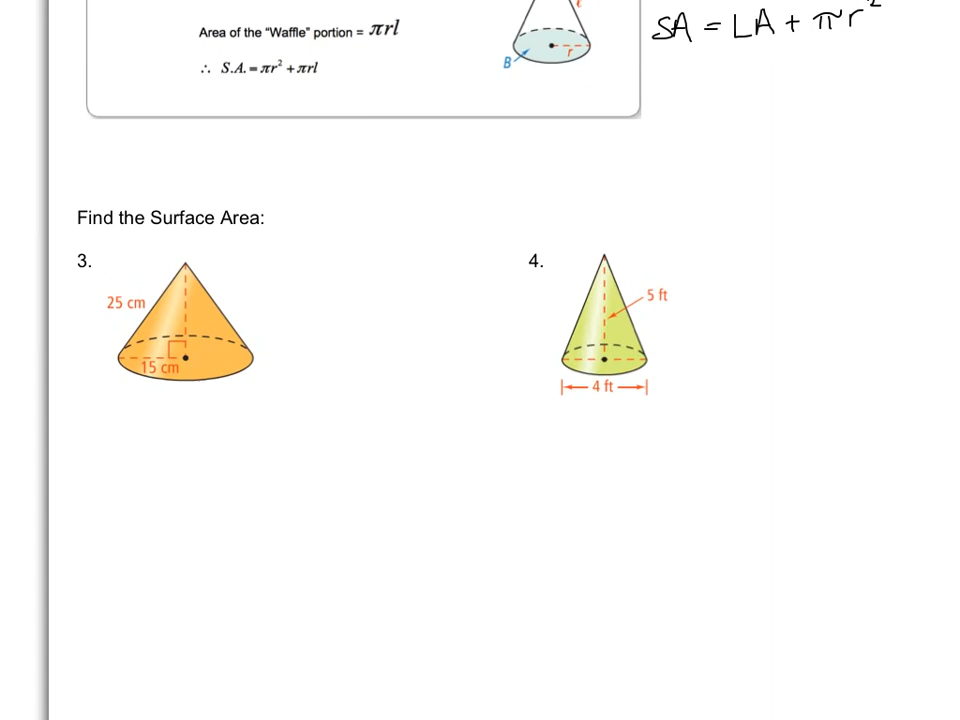 ℓ
SA = LA + πr²
Area of the "Waffle" portion = πrl
r
B
∴ S.A. = πr² + πrl
Find the Surface Area:
3.
4.
25 cm
5 ft
15 cm
4 ft